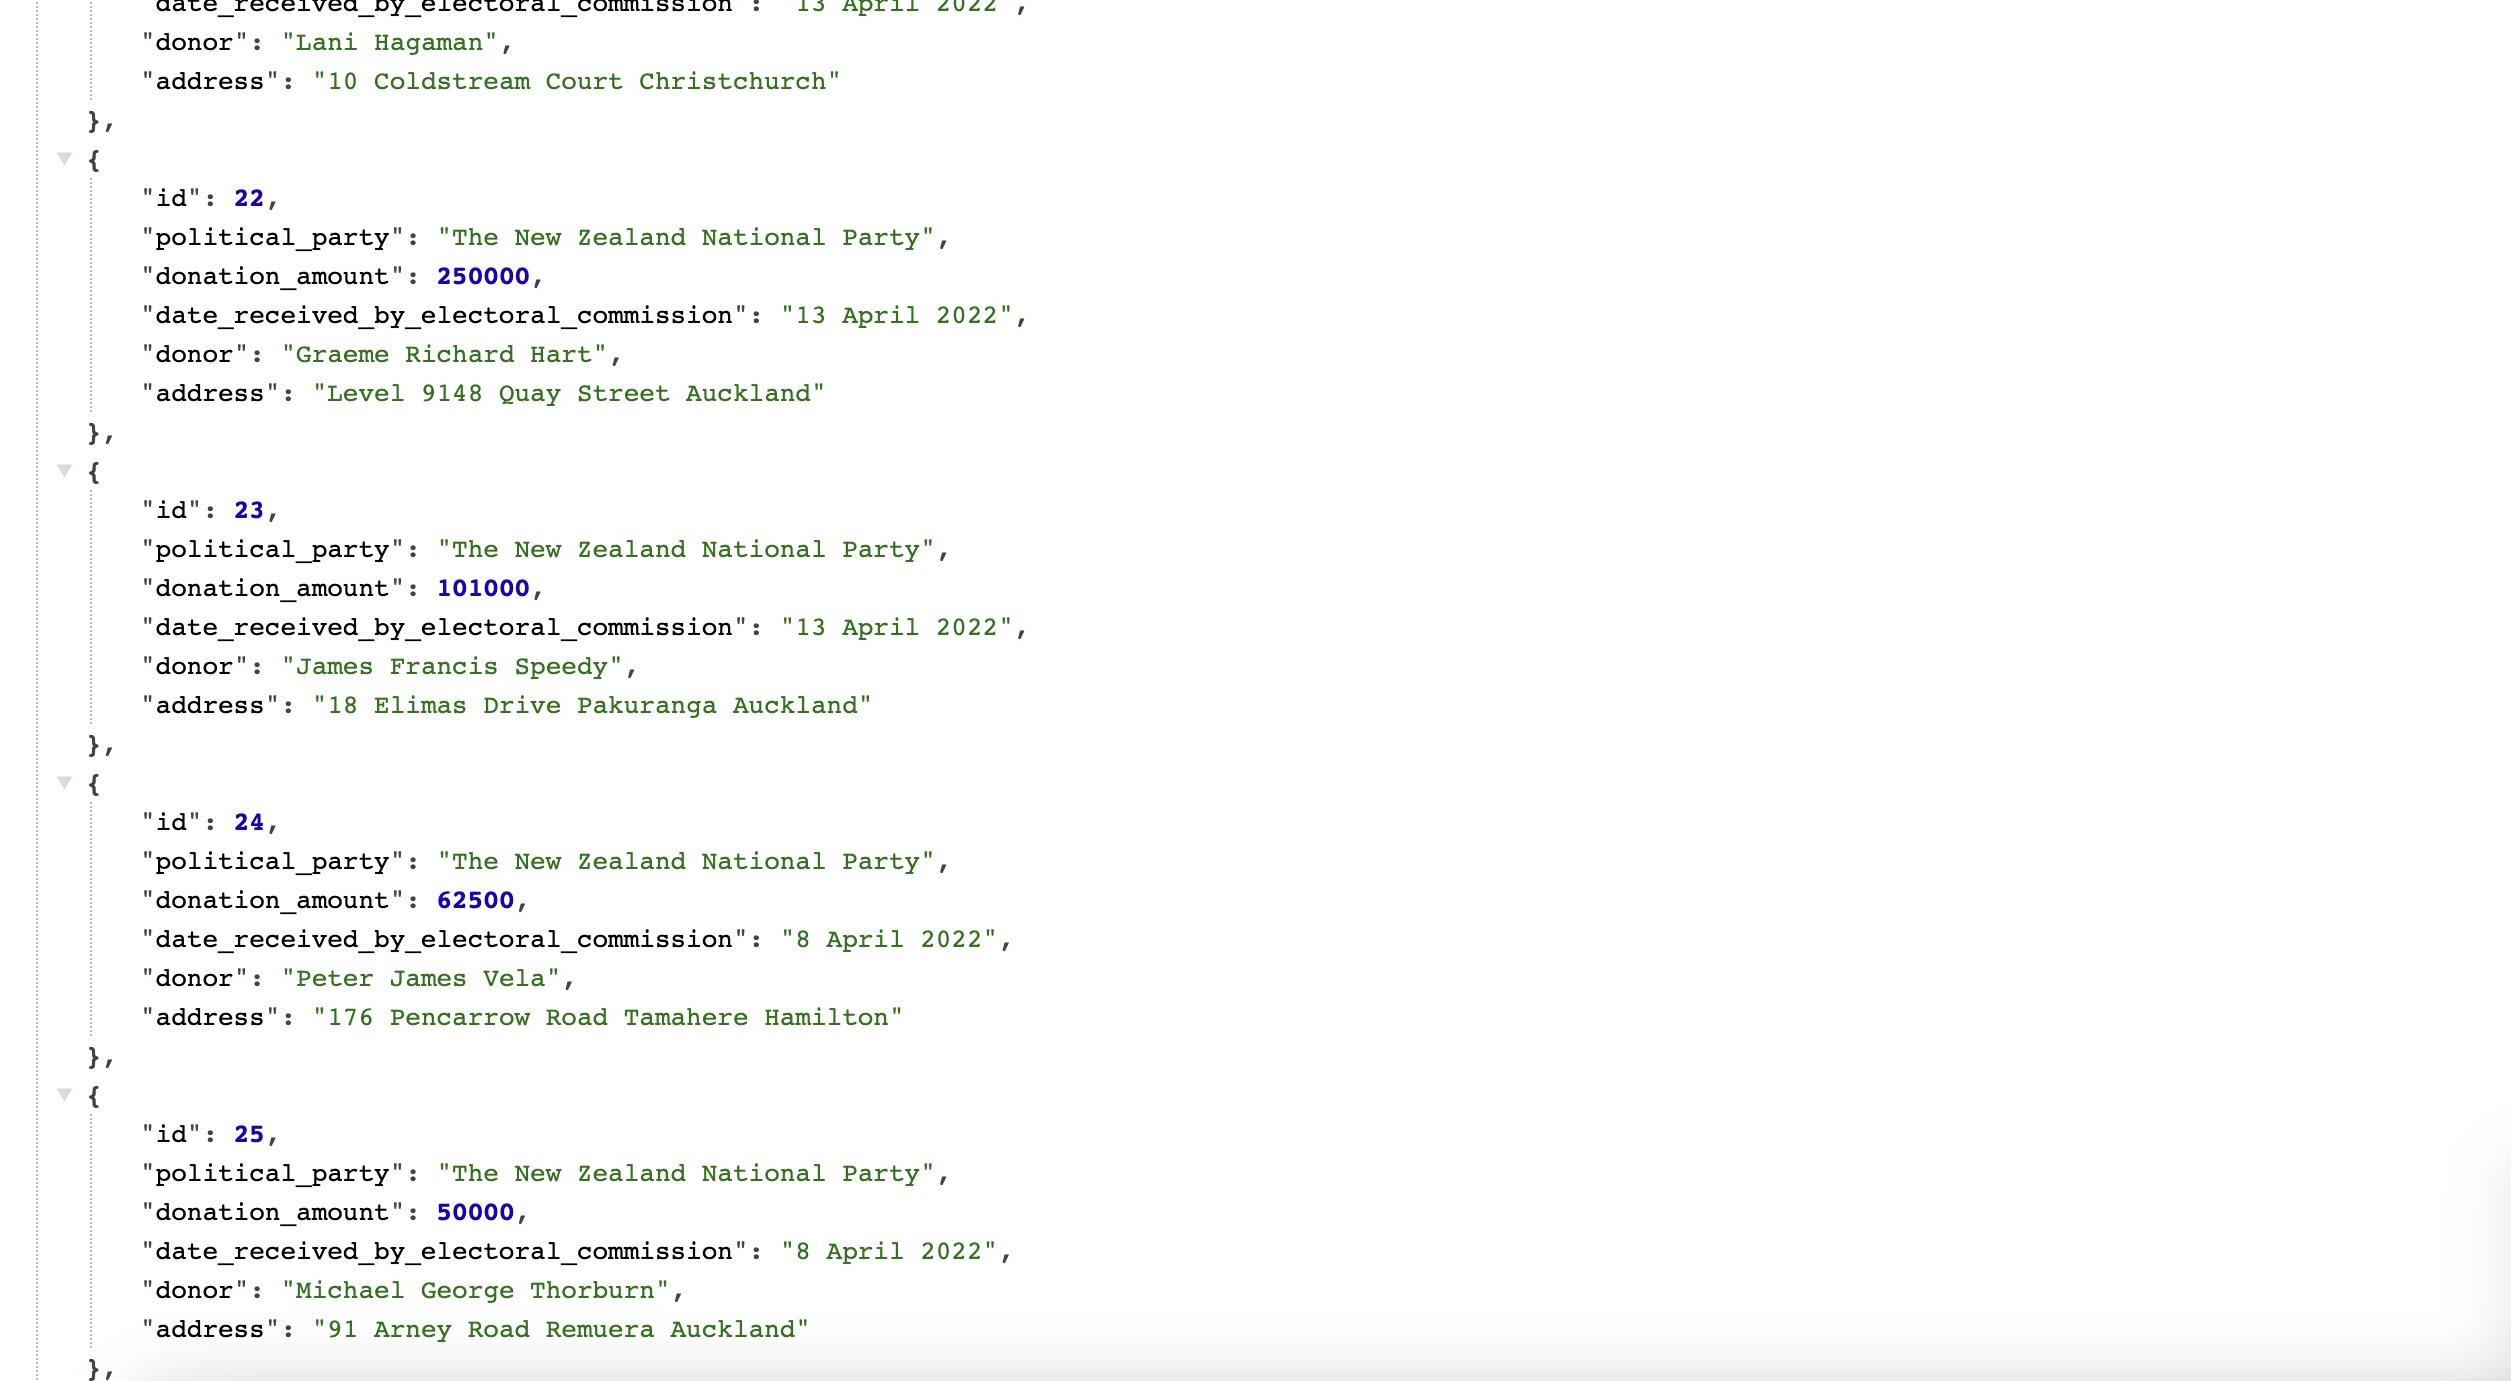 "date_received_by_electoral_commission": "13 April 2022",
"donor": "Lani Hagaman",
"address": "10 Coldstream Court Christchurch"
},
{
"id": 22,
"political_party": "The New Zealand National Party",
"donation_amount": 250000,
"date_received_by_electoral_commission": "13 April 2022",
"donor": "Graeme Richard Hart",
"address": "Level 9148 Quay Street Auckland"
},
{
"id": 23,
"political_party": "The New Zealand National Party",
"donation_amount": 101000,
"date_received_by_electoral_commission": "13 April 2022",
"donor": "James Francis Speedy",
"address": "18 Elimas Drive Pakuranga Auckland"
},
{
"id": 24,
"political_party": "The New Zealand National Party",
"donation_amount": 62500,
"date_received_by_electoral_commission": "8 April 2022",
"donor": "Peter James Vela",
"address": "176 Pencarrow Road Tamahere Hamilton"
},
{
"id": 25,
"political_party": "The New Zealand National Party",
"donation_amount": 50000,
"date_received_by_electoral_commission": "8 April 2022",
"donor": "Michael George Thorburn",
"address": "91 Arney Road Remuera Auckland"
},